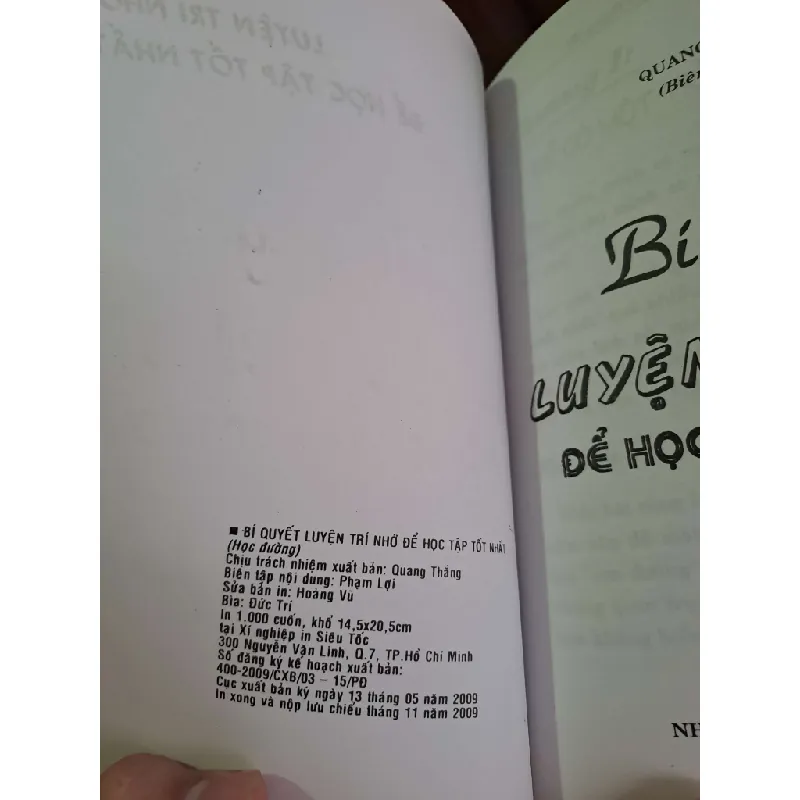 ■ BÍ QUYẾT LUYỆN TRÍ NHỚ ĐỂ HỌC TẬP TỐT NHẤT
(Học đường)
Chịu trách nhiệm xuất bản: Quang Thắng
Biên tập nội dung: Phạm Lợi
Sửa bản in: Hoàng Vũ
Bìa: Đức Trí
In 1.000 cuốn, khổ 14,5x20,5cm
tại Xí nghiệp in Siêu Tốc
300 Nguyễn Văn Linh, Q.7, TP.Hồ Chí Minh
Số đăng ký kế hoạch xuất bản:
400-2009/CXB/03 - 15/PĐ
Cục xuất bản ký ngày 13 tháng 05 năm 2009
In xong và nộp lưu chiểu tháng 11 năm 2009
QUANG
(Biên
Bí
LUYỆN
ĐỂ HỌC
NH